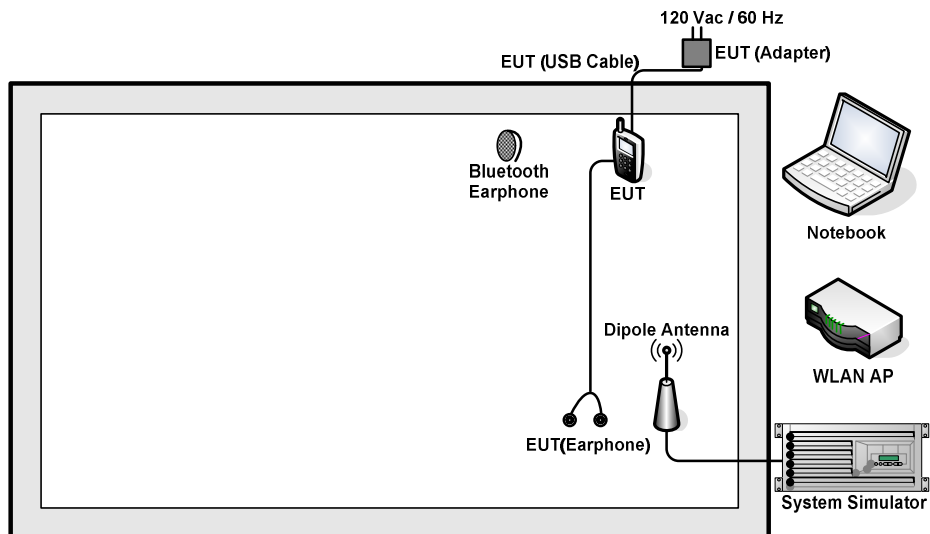 120 Vac / 60 Hz
EUT (Adapter)
EUT (USB Cable)
Bluetooth
Earphone
EUT
Notebook
Dipole Antenna
WLAN AP
EUT(Earphone)
System Simulator